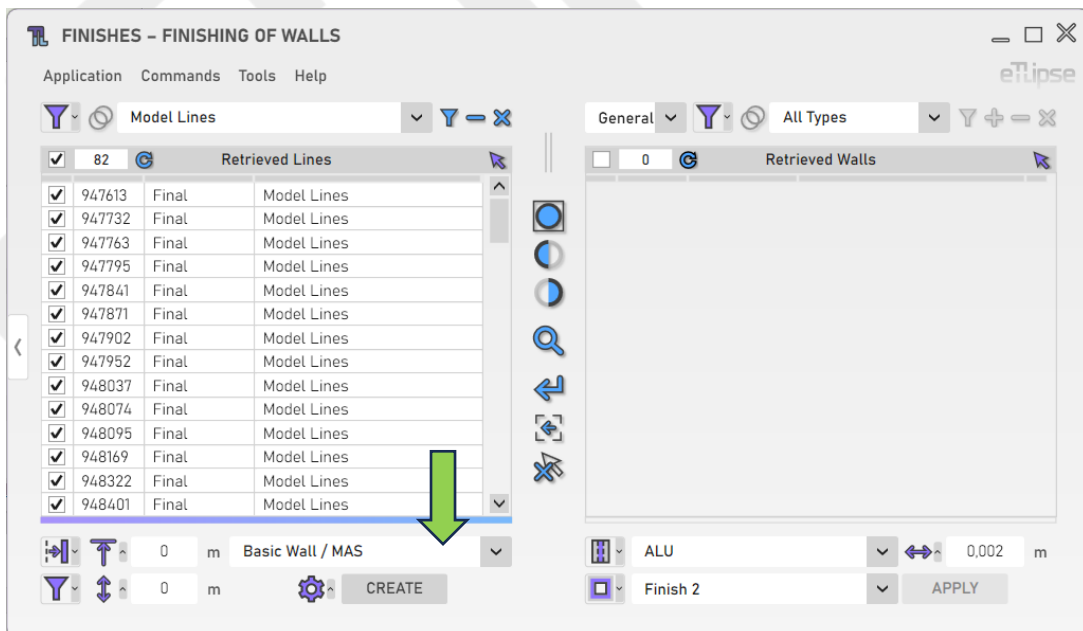 FINISHES – FINISHING OF WALLS
Application Commands Tools Help
eTLipse
Model Lines
General All Types
82 Retrieved Lines
0 Retrieved Walls
947613 Final Model Lines
947732 Final Model Lines
947763 Final Model Lines
947795 Final Model Lines
947841 Final Model Lines
947871 Final Model Lines
947902 Final Model Lines
947952 Final Model Lines
948037 Final Model Lines
948074 Final Model Lines
948095 Final Model Lines
948169 Final Model Lines
948322 Final Model Lines
948401 Final Model Lines
0 m Basic Wall / MAS
ALU 0,002 m
0 m CREATE
Finish 2 APPLY